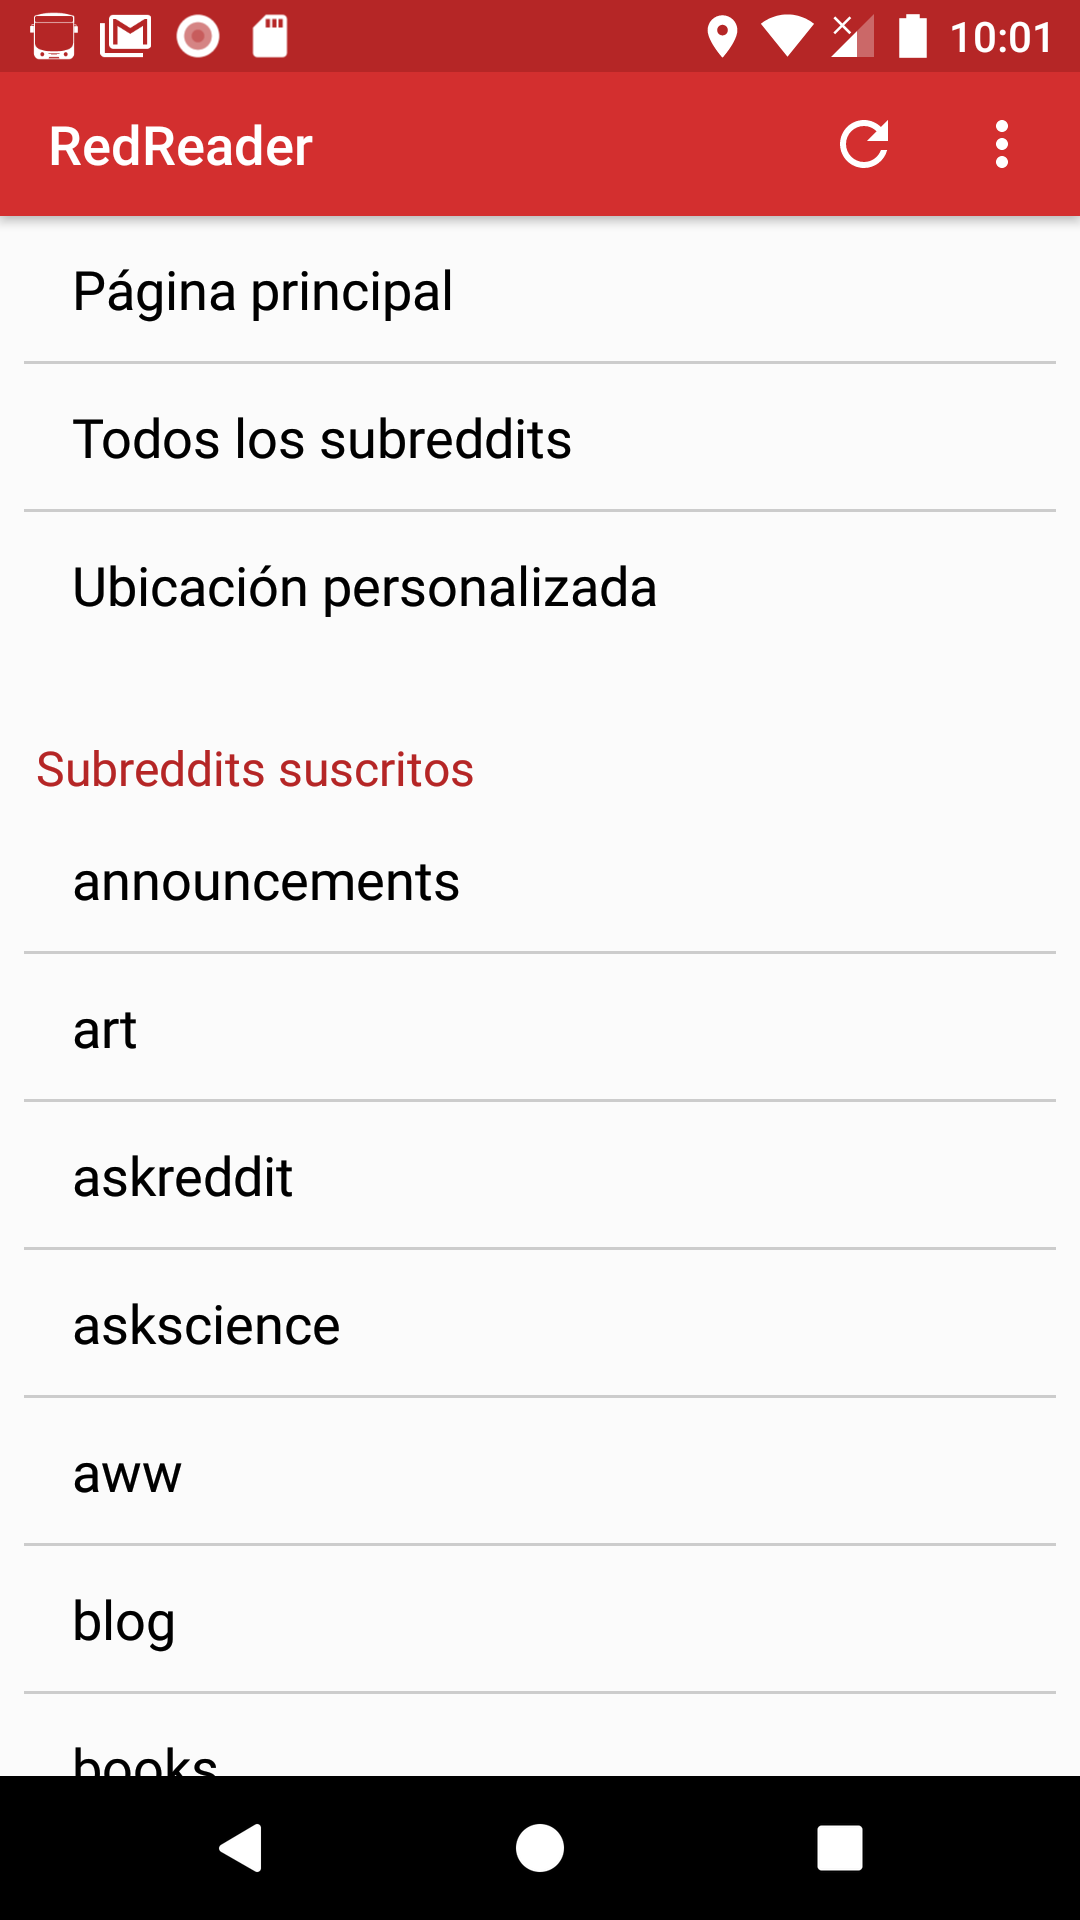 10:01
RedReader
Página principal
Todos los subreddits
Ubicación personalizada
Subreddits suscritos
announcements
art
askreddit
askscience
aww
blog
books